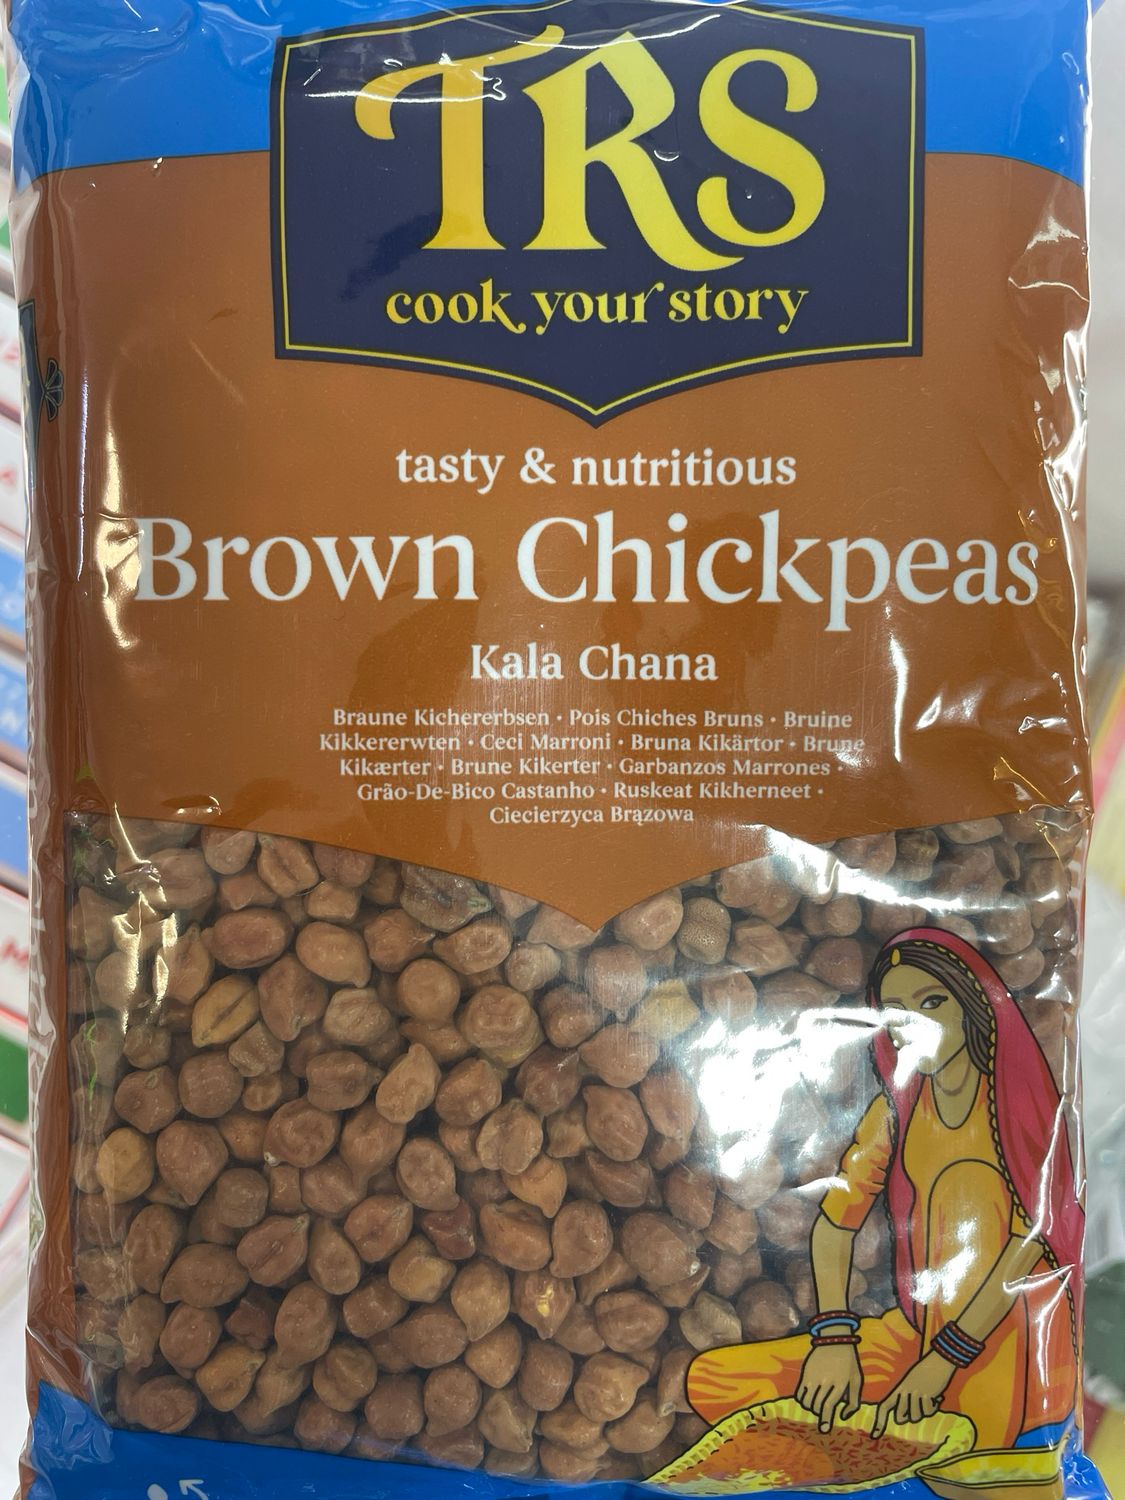 TRS
cook your story
tasty & nutritious
Brown Chickpeas
Kala Chana
Braune Kichererbsen · Pois Chiches Bruns · Bruine
Kikkererwten · Ceci Marroni · Bruna Kikärtor · Brune
Kikærter · Brune Kikerter · Garbanzos Marrones ·
Grão-De-Bico Castanho · Ruskeat Kikherneet ·
Ciecierzyca Brązowa